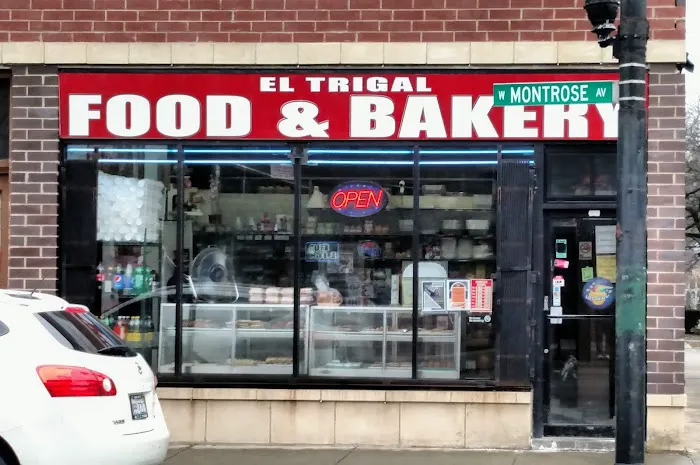 EL TRIGAL
FOOD & BAKERY
W MONTROSE AV
OPEN